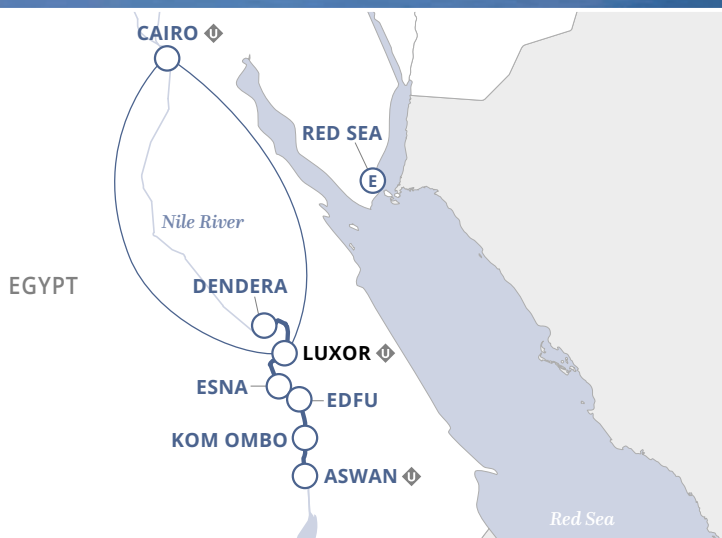 CAIRO U
RED SEA
E
Nile River
EGYPT
DENDERA
LUXOR U
ESNA
EDFU
KOM OMBO
ASWAN U
Red Sea